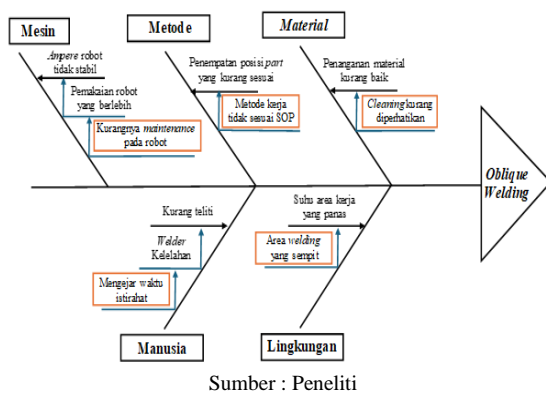 Mesin
Metode
Material
Ampere robot
tidak stabil
Pemakaian robot
yang berlebih
Kurangnya maintenance
pada robot
Penempatan posisi part
yang kurang sesuai
Metode kerja
tidak sesuai SOP
Penanganan material
kurang baik
Cleaning kurang
diperhatikan
Oblique
Welding
Kurang teliti
Welder
Kelelahan
Mengejar waktu
istirahat
Suhu area kerja
yang panas
Area welding
yang sempit
Manusia
Lingkungan
Sumber : Peneliti